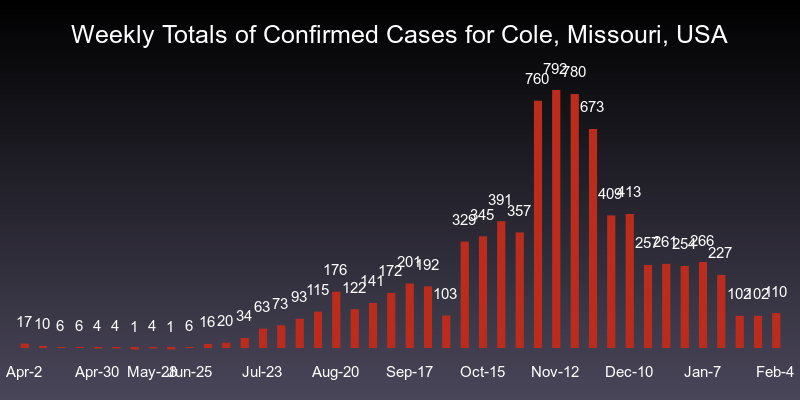 Weekly Totals of Confirmed Cases for Cole, Missouri, USA
17 10 6 6 4 4 1 4 1 6 16 20 34 63 73 93 115 176 122 141 172 201 192 103 329 345 391 357 760 792 780 673 409 413 257 261 254 266 227 102 102 110
Apr-2 Apr-30 May-28 Jun-25 Jul-23 Aug-20 Sep-17 Oct-15 Nov-12 Dec-10 Jan-7 Feb-4